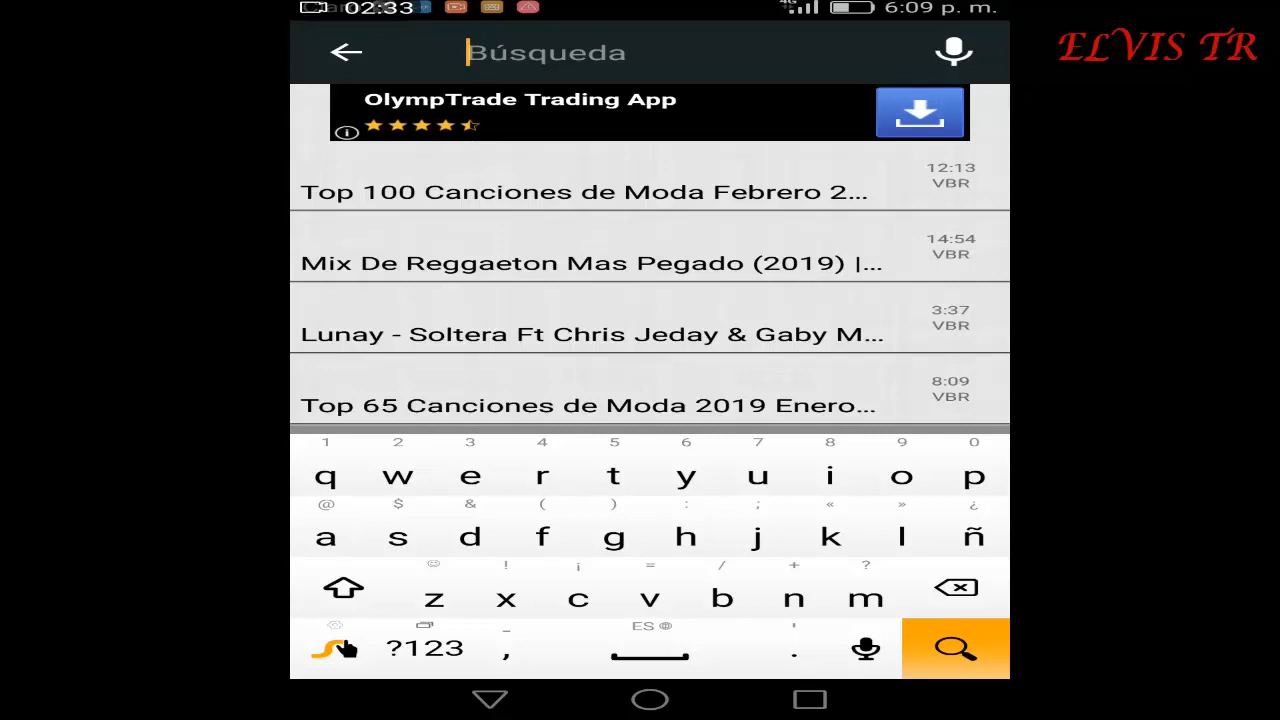 02:33
4G
6:09 p. m.
ELVIS TR
Búsqueda
OlympTrade Trading App
12:13
VBR
Top 100 Canciones de Moda Febrero 2...
14:54
VBR
Mix De Reggaeton Mas Pegado (2019) |...
3:37
VBR
Lunay - Soltera Ft Chris Jeday & Gaby M...
8:09
VBR
Top 65 Canciones de Moda 2019 Enero...
1 2 3 4 5 6 7 8 9 0
q w e r t y u i o p
@ $ & ( ) : ; « » ¿
a s d f g h j k l ñ
! ¡ = / + ?
z x c v b n m
_ ES '
?123 , .